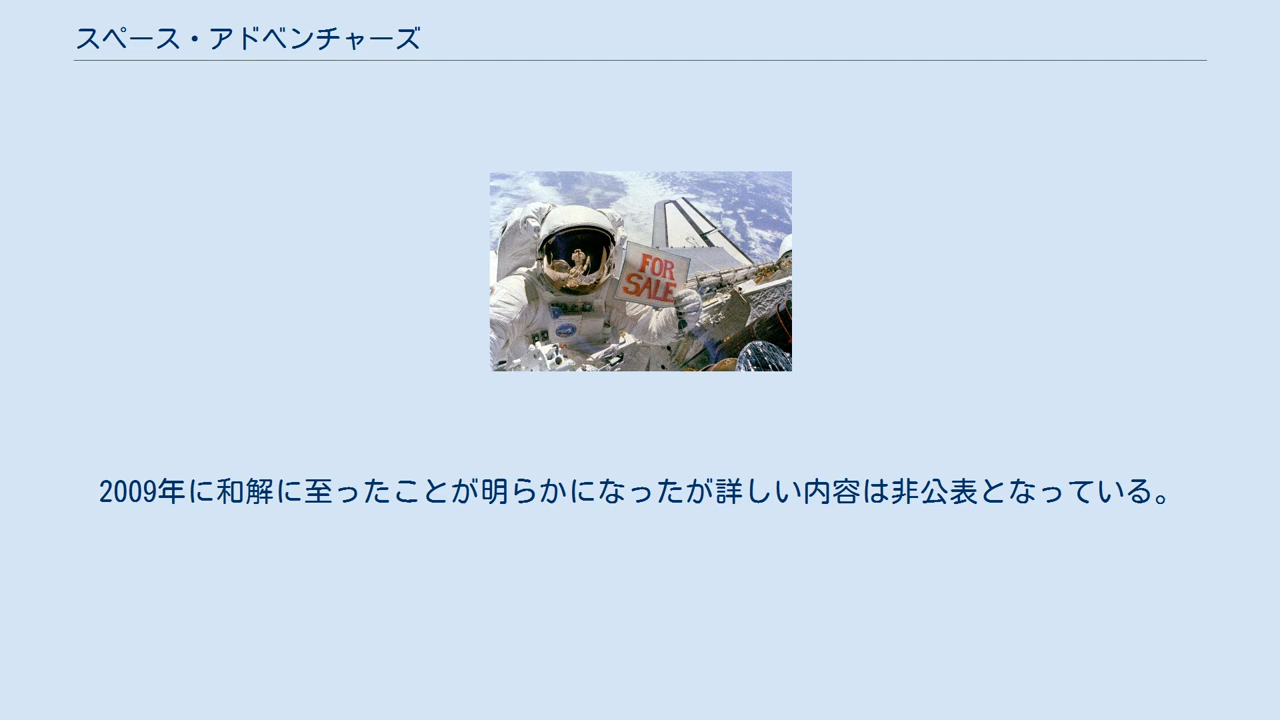 スペース・アドベンチャーズ
FOR
SALE
2009年に和解に至ったことが明らかになったが詳しい内容は非公表となっている。